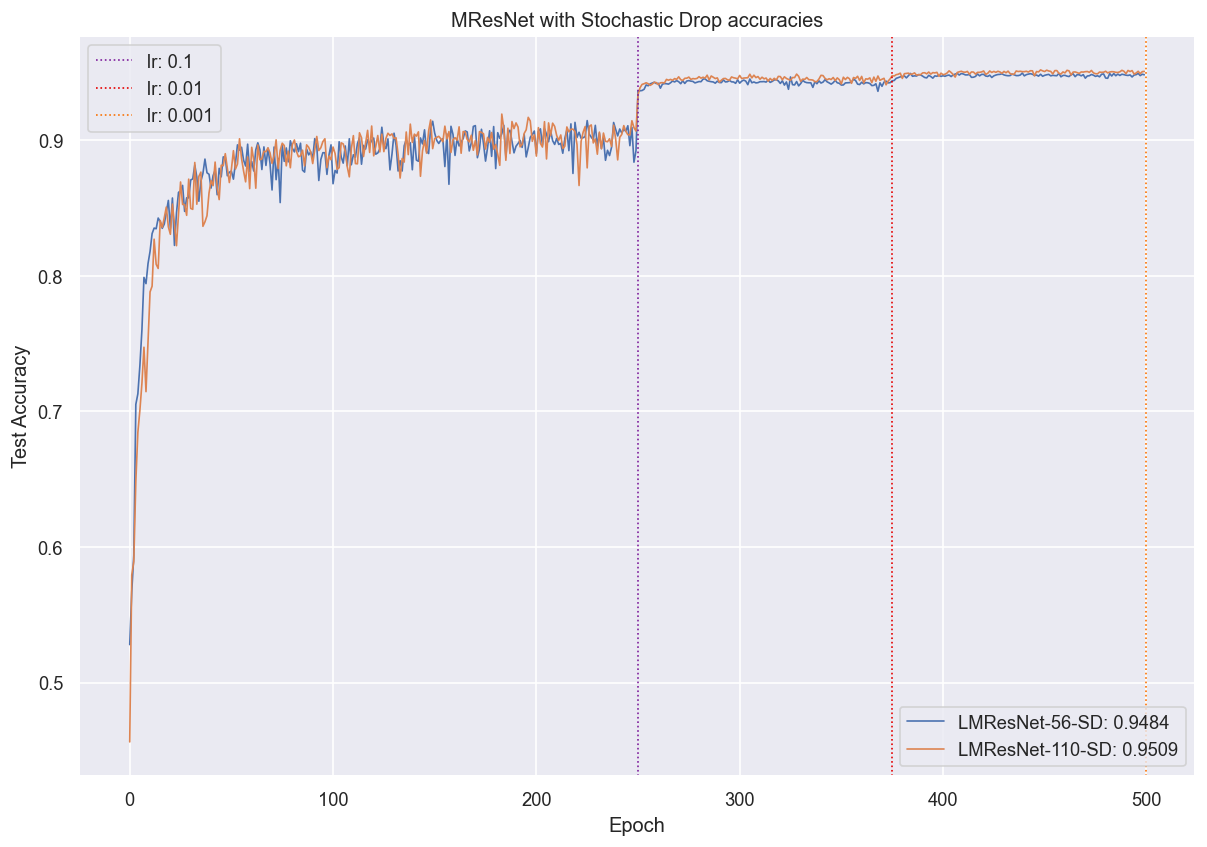 MResNet with Stochastic Drop accuracies
lr: 0.1
lr: 0.01
lr: 0.001
0.9
0.8
0.7
0.6
0.5
Test Accuracy
LMResNet-56-SD: 0.9484
LMResNet-110-SD: 0.9509
0
100
200
300
400
500
Epoch